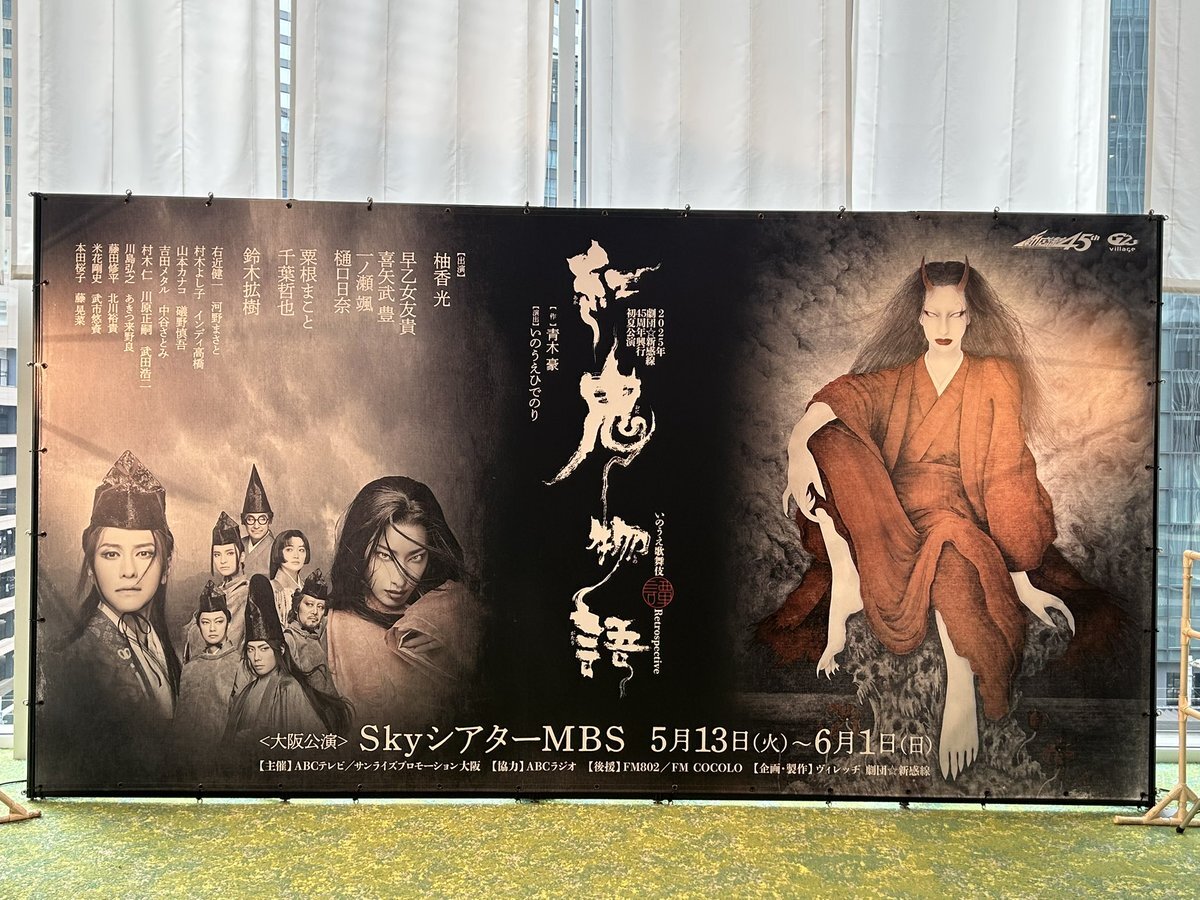 45th
village
2025年
劇団☆新感線
45周年興行
初夏公演
紅鬼物語
いのうえ歌舞伎
譚
Retrospective
【作】青木 豪
【演出】いのうえひでのり
【出演】
柚香 光
早乙女友貴
喜矢武 豊
一ノ瀬 颯
樋口日奈
粟根まこと
千葉哲也
鈴木拡樹
右近健一 河野まさと
村木よし子 インディ高橋
山本カナコ 礒野慎吾
吉田メタル 中谷さとみ
村木 仁 川原正嗣 武田浩二
川島弘之 あきつ来野良
藤田修平 北川裕貴
米花剛史 武市悠資
本田桜子 藤 晃菜
<大阪公演> SkyシアターMBS 5月13日(火)～6月1日(日)
【主催】ABCテレビ／サンライズプロモーション大阪 【協力】ABCラジオ 【後援】FM802／FM COCOLO 【企画・製作】ヴィレッヂ 劇団☆新感線